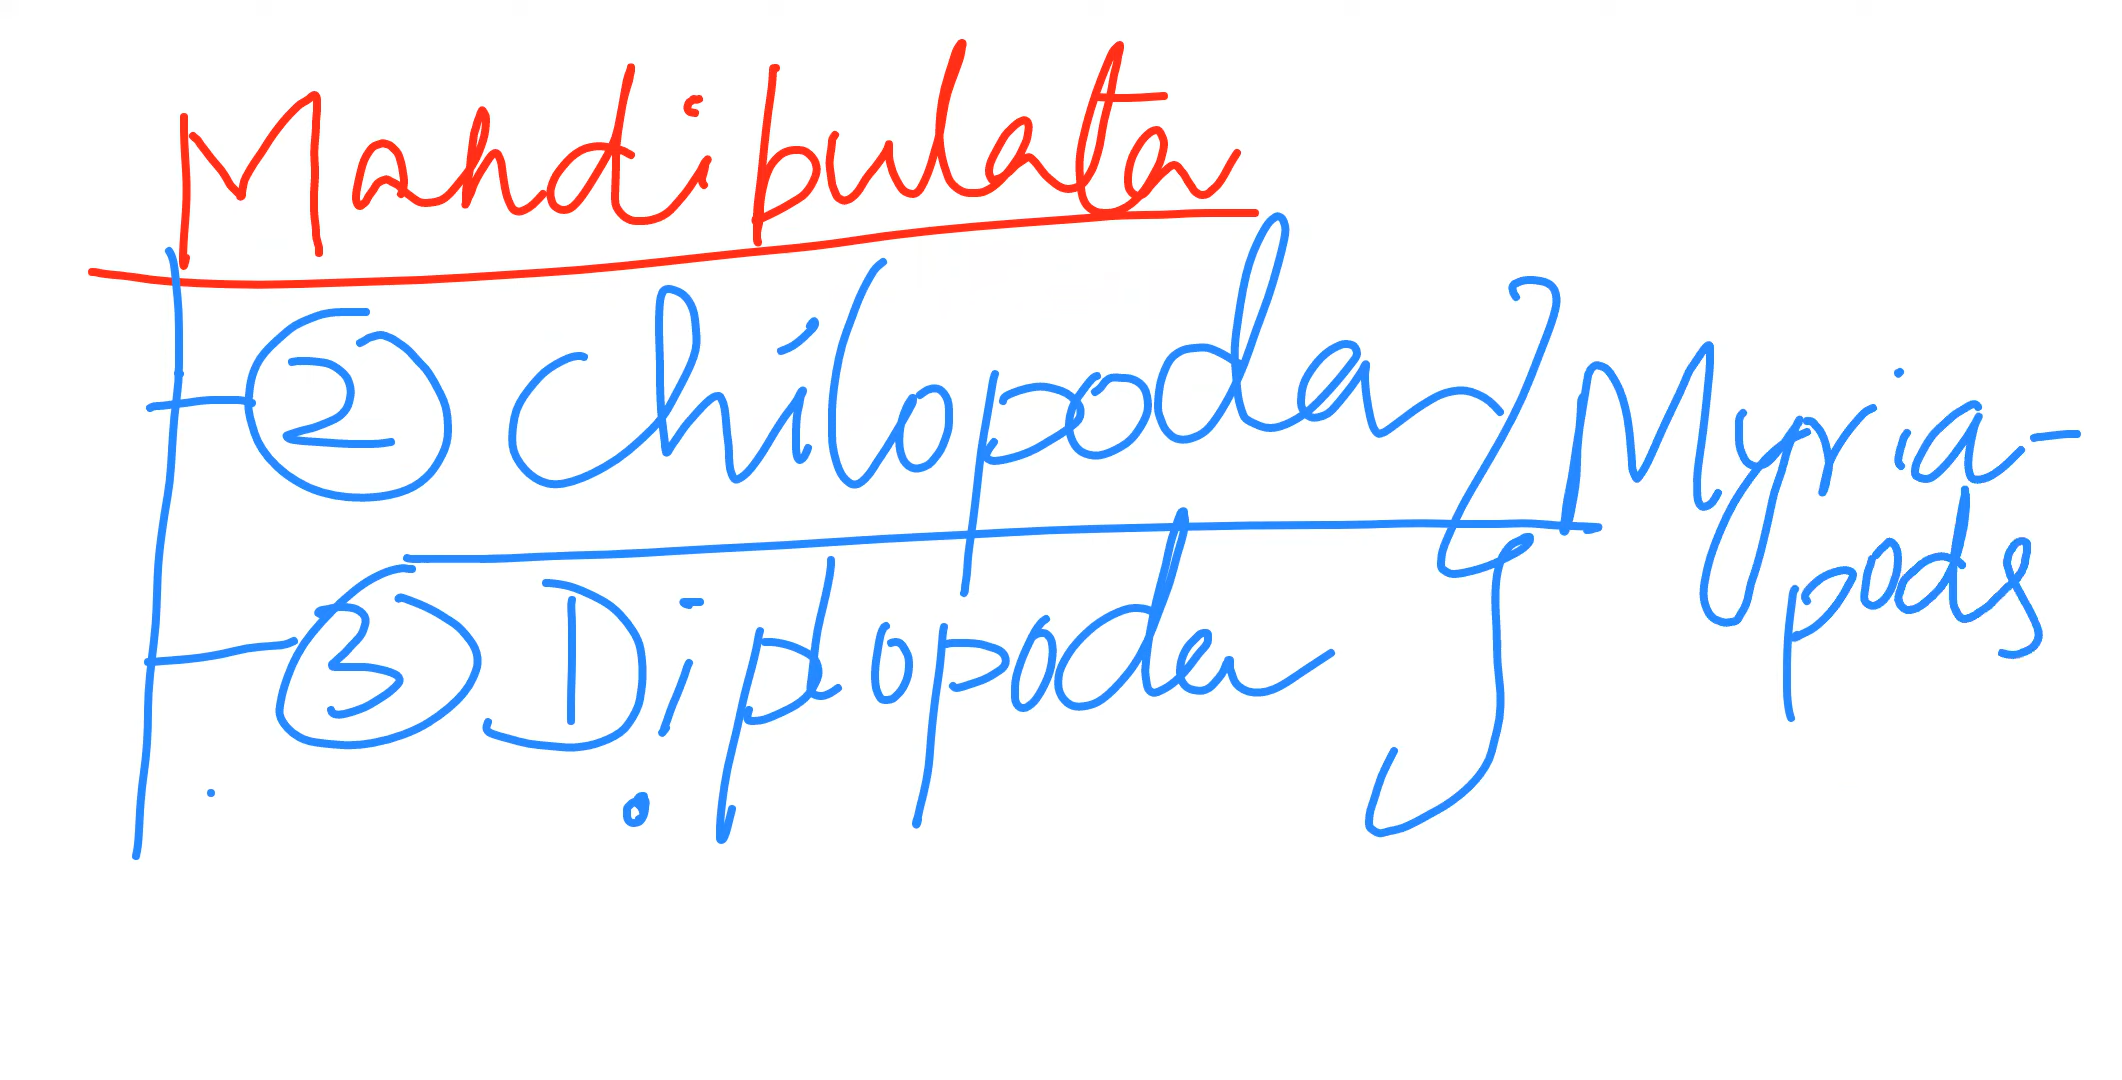 Mandibulata
② Chilopoda } Myria-
pods
③ Diplopoda